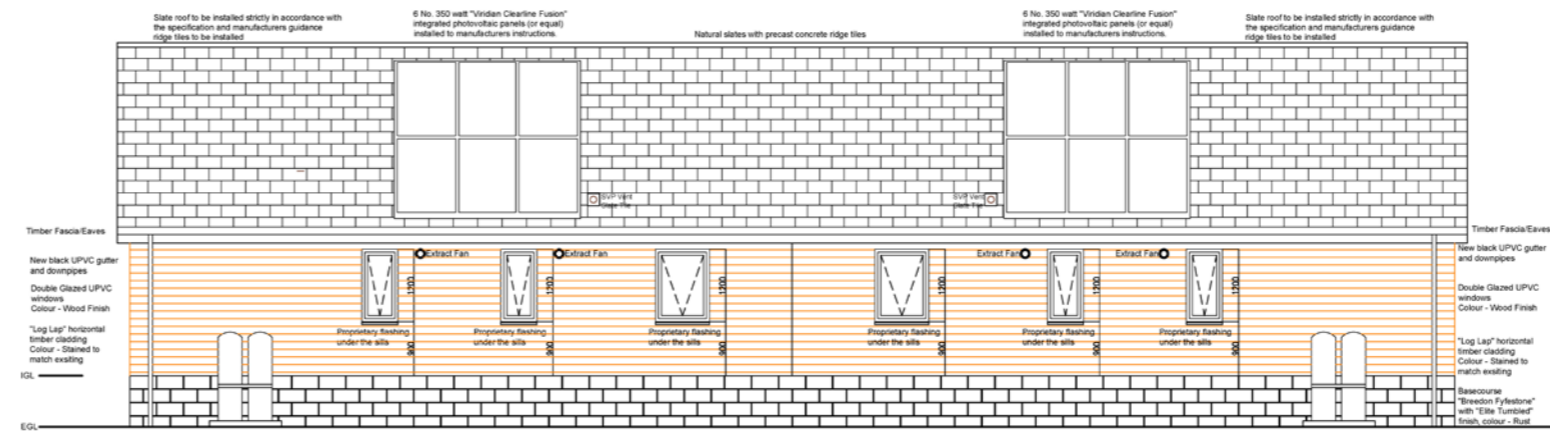 Slate roof to be installed strictly in accordance with
the specification and manufacturers guidance
ridge tiles to be installed
6 No. 350 watt "Viridian Clearline Fusion"
integrated photovoltaic panels (or equal)
installed to manufacturers instructions.
Natural slates with precast concrete ridge tiles
6 No. 350 watt "Viridian Clearline Fusion"
integrated photovoltaic panels (or equal)
installed to manufacturers instructions.
Slate roof to be installed strictly in accordance with
the specification and manufacturers guidance
ridge tiles to be installed
SVP Vent
Slate Tile
SVP Vent
Slate Tile
Timber Fascia/Eaves
Timber Fascia/Eaves
New black UPVC gutter
and downpipes
Double Glazed UPVC
windows
Colour - Wood Finish
"Log Lap" horizontal
timber cladding
Colour - Stained to
match exsiting
IGL
EGL
Extract Fan
Extract Fan
Extract Fan
Extract Fan
1200
1200
1200
1200
1200
1200
Proprietary flashing
under the sills
Proprietary flashing
under the sills
Proprietary flashing
under the sills
Proprietary flashing
under the sills
Proprietary flashing
under the sills
Proprietary flashing
under the sills
900
900
900
900
900
900
New black UPVC gutter
and downpipes
Double Glazed UPVC
windows
Colour - Wood Finish
"Log Lap" horizontal
timber cladding
Colour - Stained to
match exsiting
Basecourse
"Breedon Fyfestone"
with "Elite Tumbled"
finish, colour - Rust